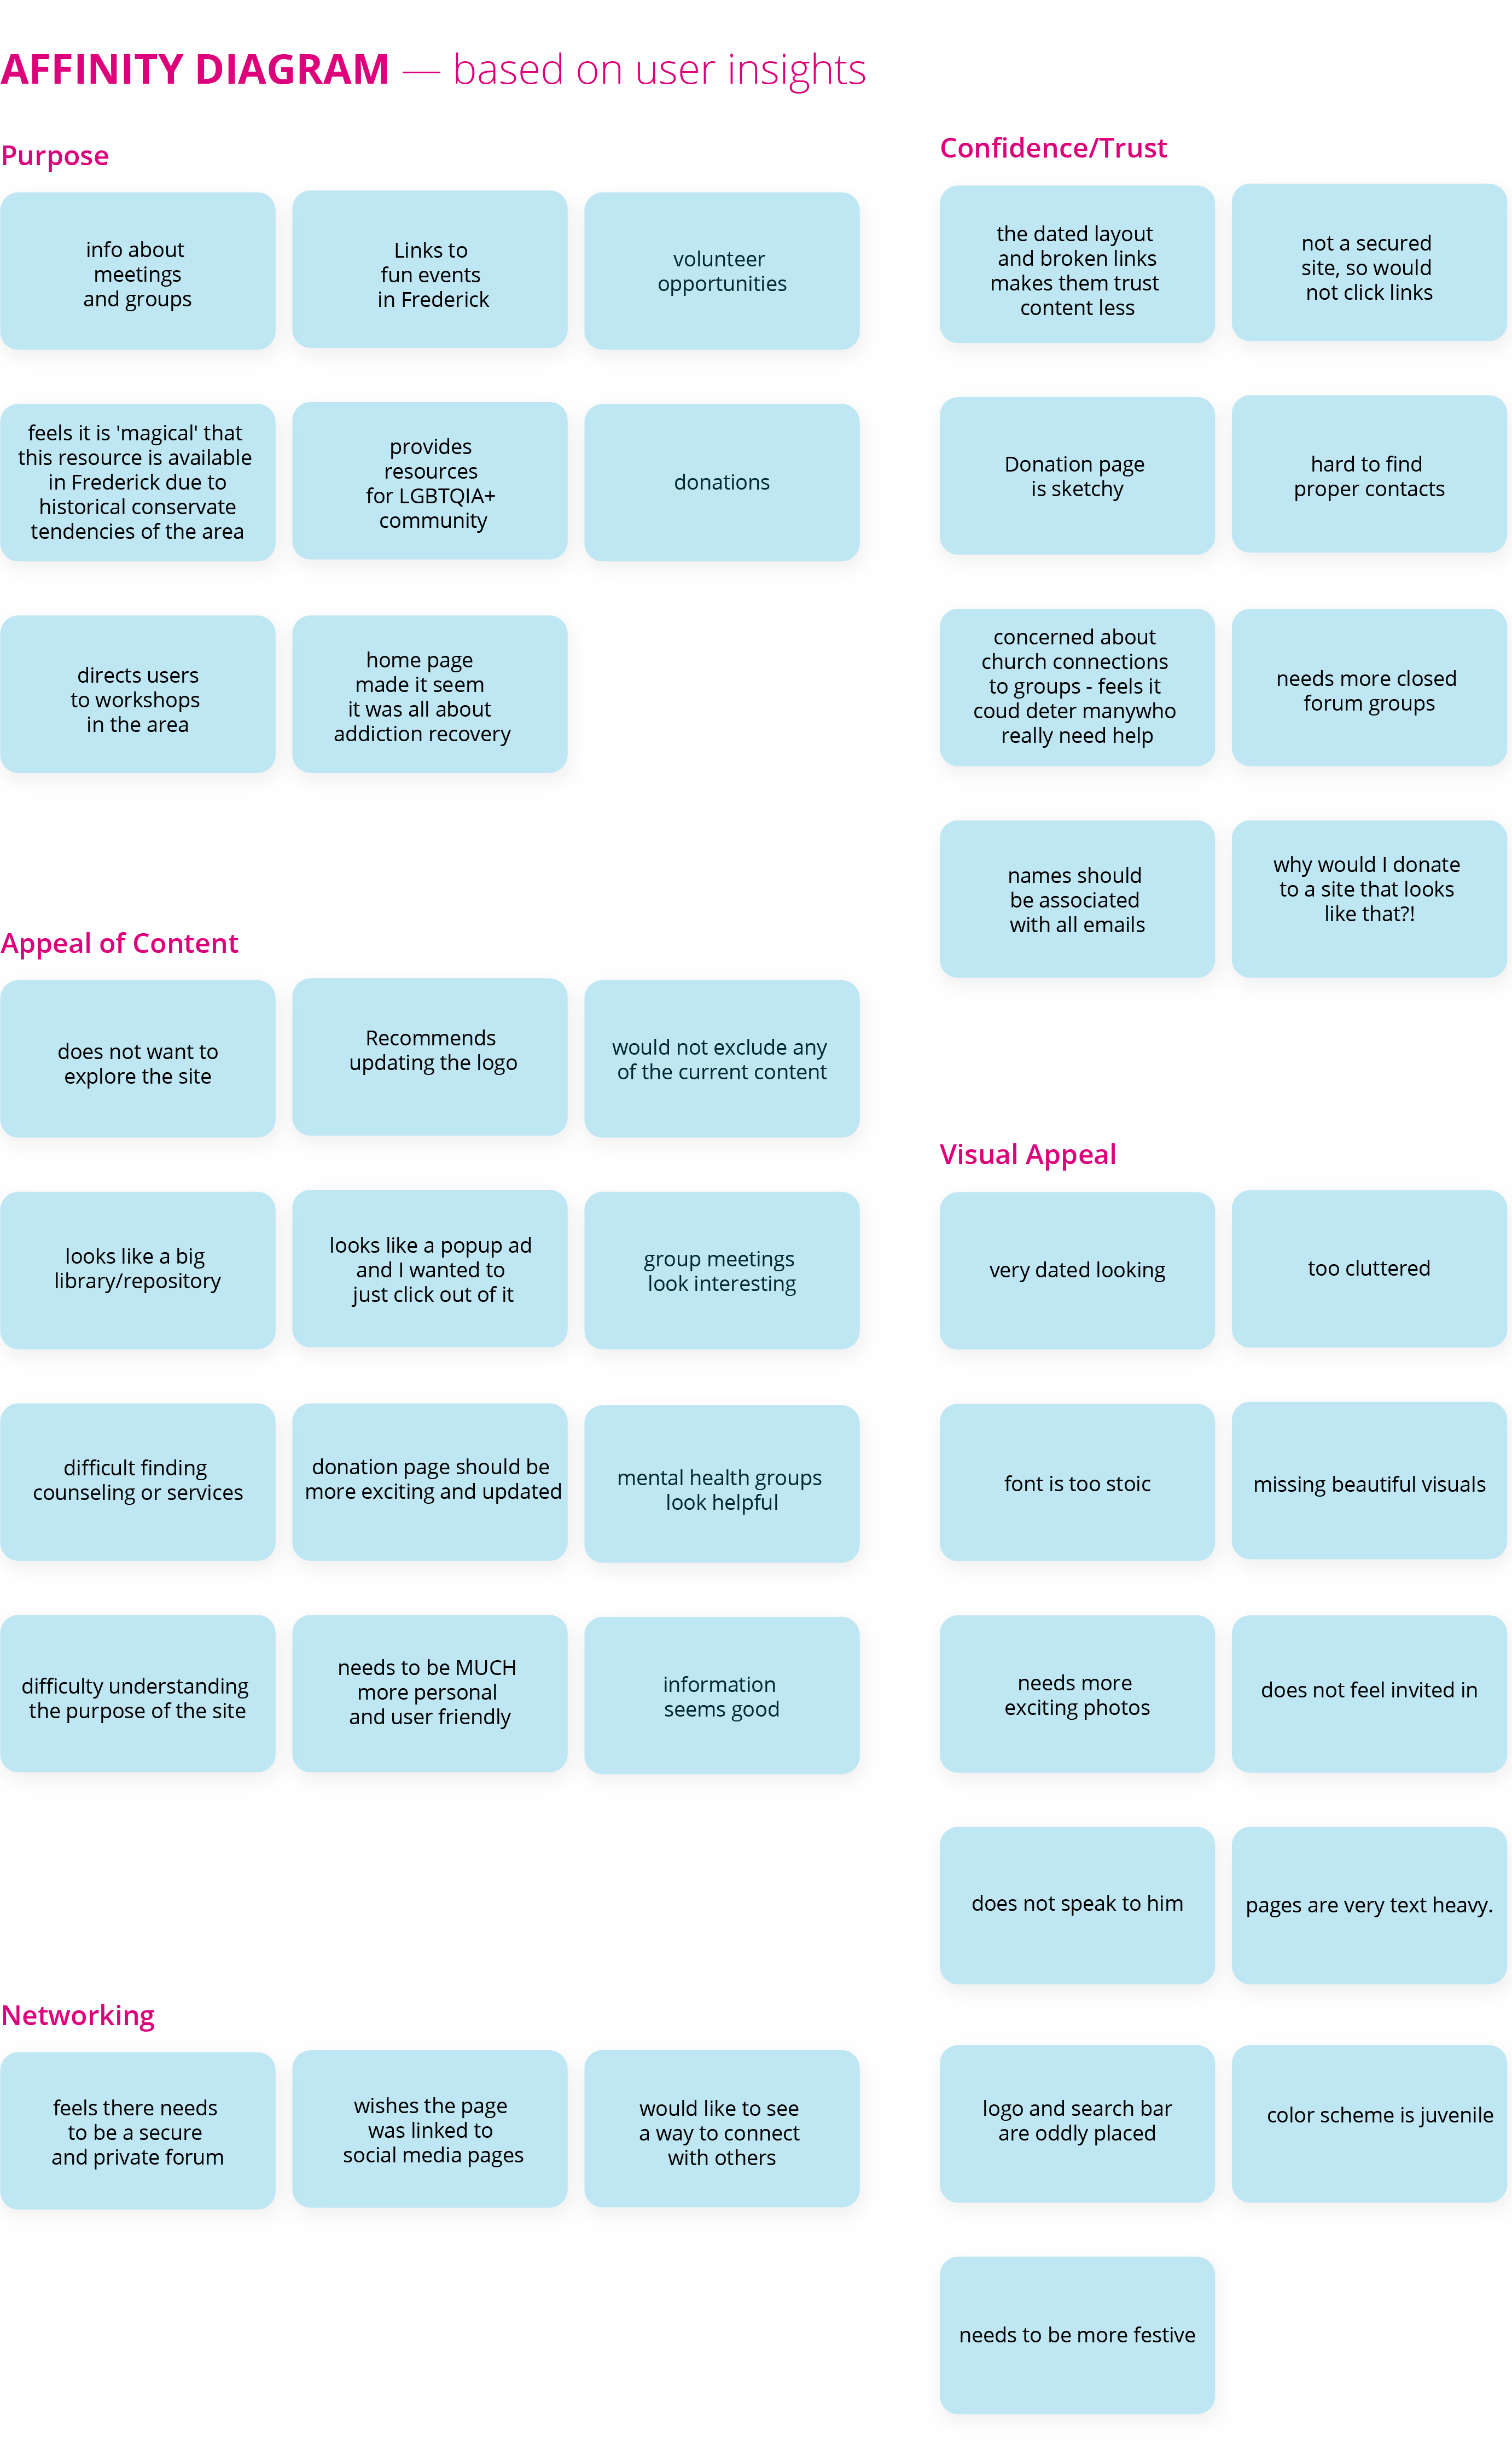 AFFINITY DIAGRAM — based on user insights
Purpose
info about
meetings
and groups
Links to
fun events
in Frederick
volunteer
opportunities
feels it is 'magical' that
this resource is available
in Frederick due to
historical conservate
tendencies of the area
provides
resources
for LGBTQIA+
community
donations
directs users
to workshops
in the area
home page
made it seem
it was all about
addiction recovery
Confidence/Trust
the dated layout
and broken links
makes them trust
content less
not a secured
site, so would
not click links
Donation page
is sketchy
hard to find
proper contacts
concerned about
church connections
to groups - feels it
coud deter manywho
really need help
needs more closed
forum groups
names should
be associated
with all emails
why would I donate
to a site that looks
like that?!
Appeal of Content
does not want to
explore the site
Recommends
updating the logo
would not exclude any
of the current content
looks like a big
library/repository
looks like a popup ad
and I wanted to
just click out of it
group meetings
look interesting
difficult finding
counseling or services
donation page should be
more exciting and updated
mental health groups
look helpful
difficulty understanding
the purpose of the site
needs to be MUCH
more personal
and user friendly
information
seems good
Visual Appeal
very dated looking
too cluttered
font is too stoic
missing beautiful visuals
needs more
exciting photos
does not feel invited in
does not speak to him
pages are very text heavy.
logo and search bar
are oddly placed
color scheme is juvenile
needs to be more festive
Networking
feels there needs
to be a secure
and private forum
wishes the page
was linked to
social media pages
would like to see
a way to connect
with others